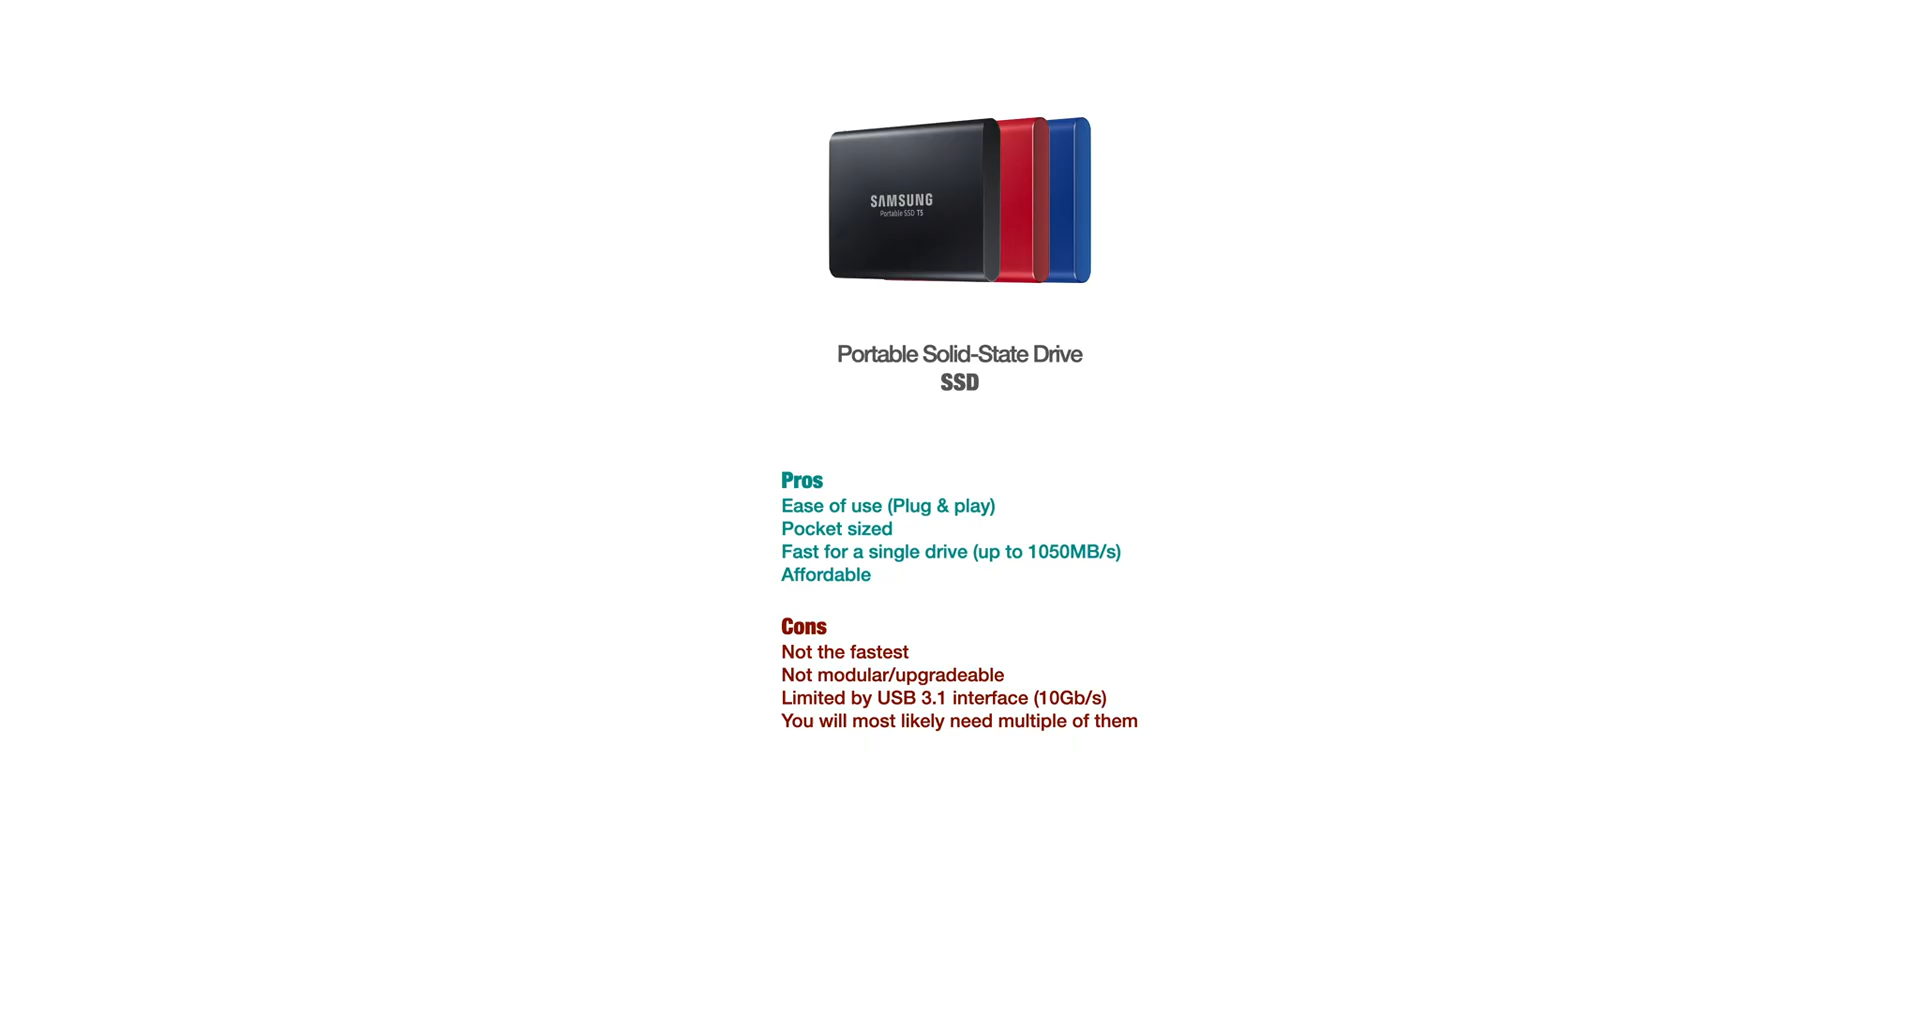 SAMSUNG
Portable SSD T5
Portable Solid-State Drive
SSD
Pros
Ease of use (Plug & play)
Pocket sized
Fast for a single drive (up to 1050MB/s)
Affordable
Cons
Not the fastest
Not modular/upgradeable
Limited by USB 3.1 interface (10Gb/s)
You will most likely need multiple of them